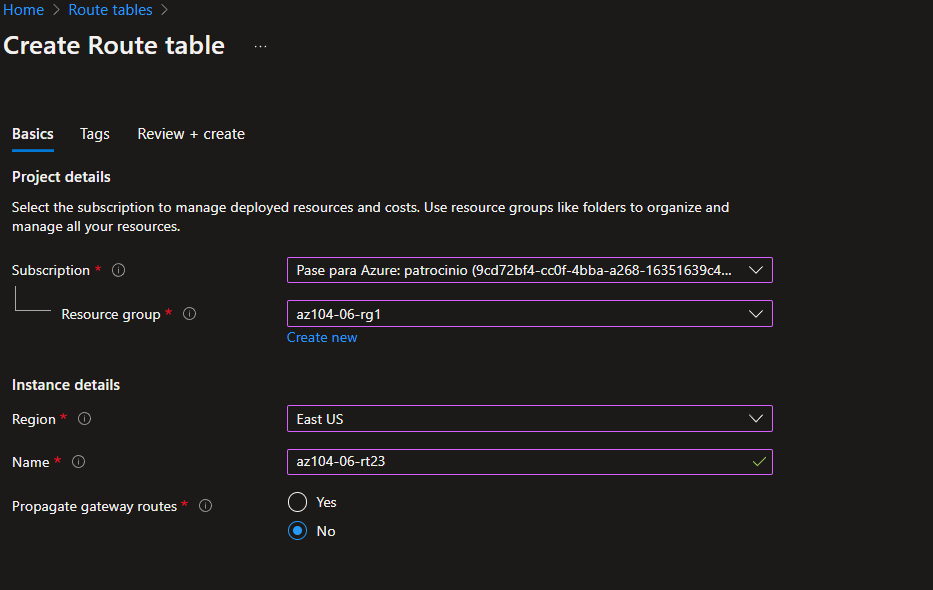 Home > Route tables >
Create Route table ...
Basics Tags Review + create
Project details
Select the subscription to manage deployed resources and costs. Use resource groups like folders to organize and
manage all your resources.
Subscription * Pase para Azure: patrocinio (9cd72bf4-cc0f-4bba-a268-16351639c4...
Resource group * az104-06-rg1
Create new
Instance details
Region * East US
Name * az104-06-rt23
Propagate gateway routes * Yes
No